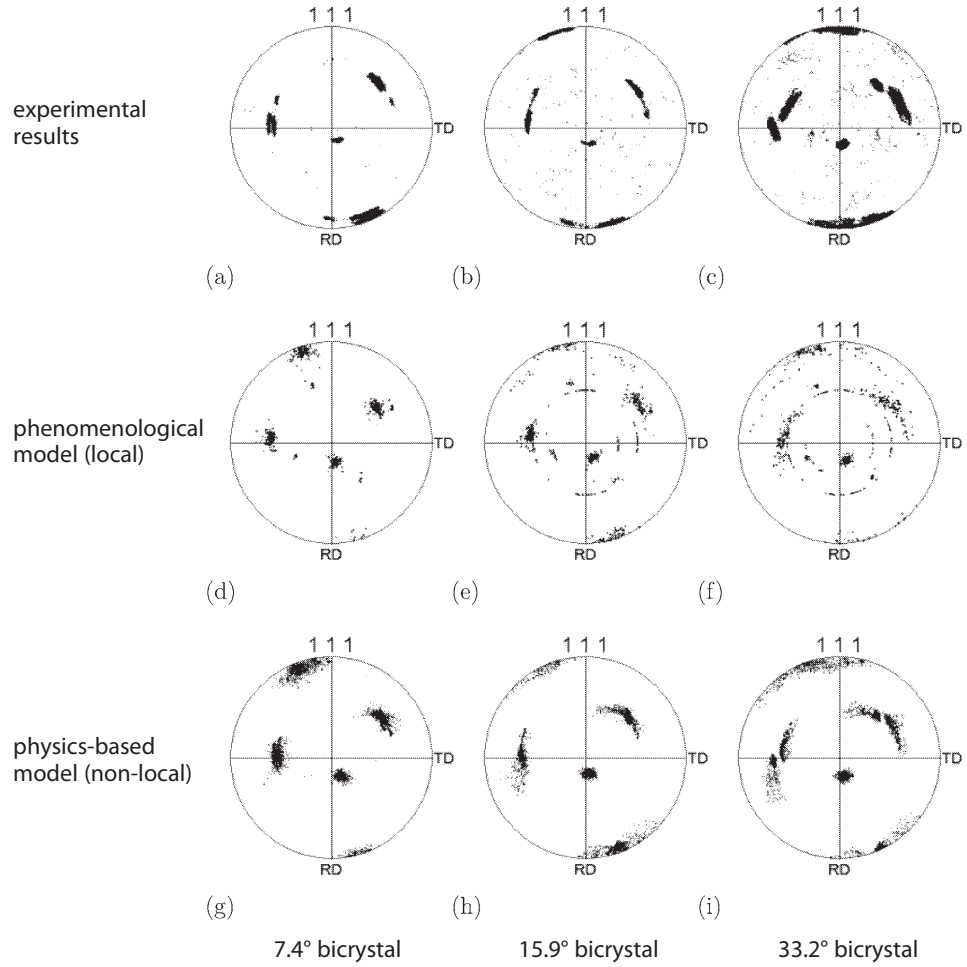 1 1 1
1 1 1
1 1 1
experimental
results
TD
TD
TD
RD
RD
RD
(a)
(b)
(c)
1 1 1
1 1 1
1 1 1
phenomenological
model (local)
TD
TD
TD
RD
RD
RD
(d)
(e)
(f)
1 1 1
1 1 1
1 1 1
physics-based
model (non-local)
TD
TD
TD
RD
RD
RD
(g)
(h)
(i)
7.4° bicrystal
15.9° bicrystal
33.2° bicrystal